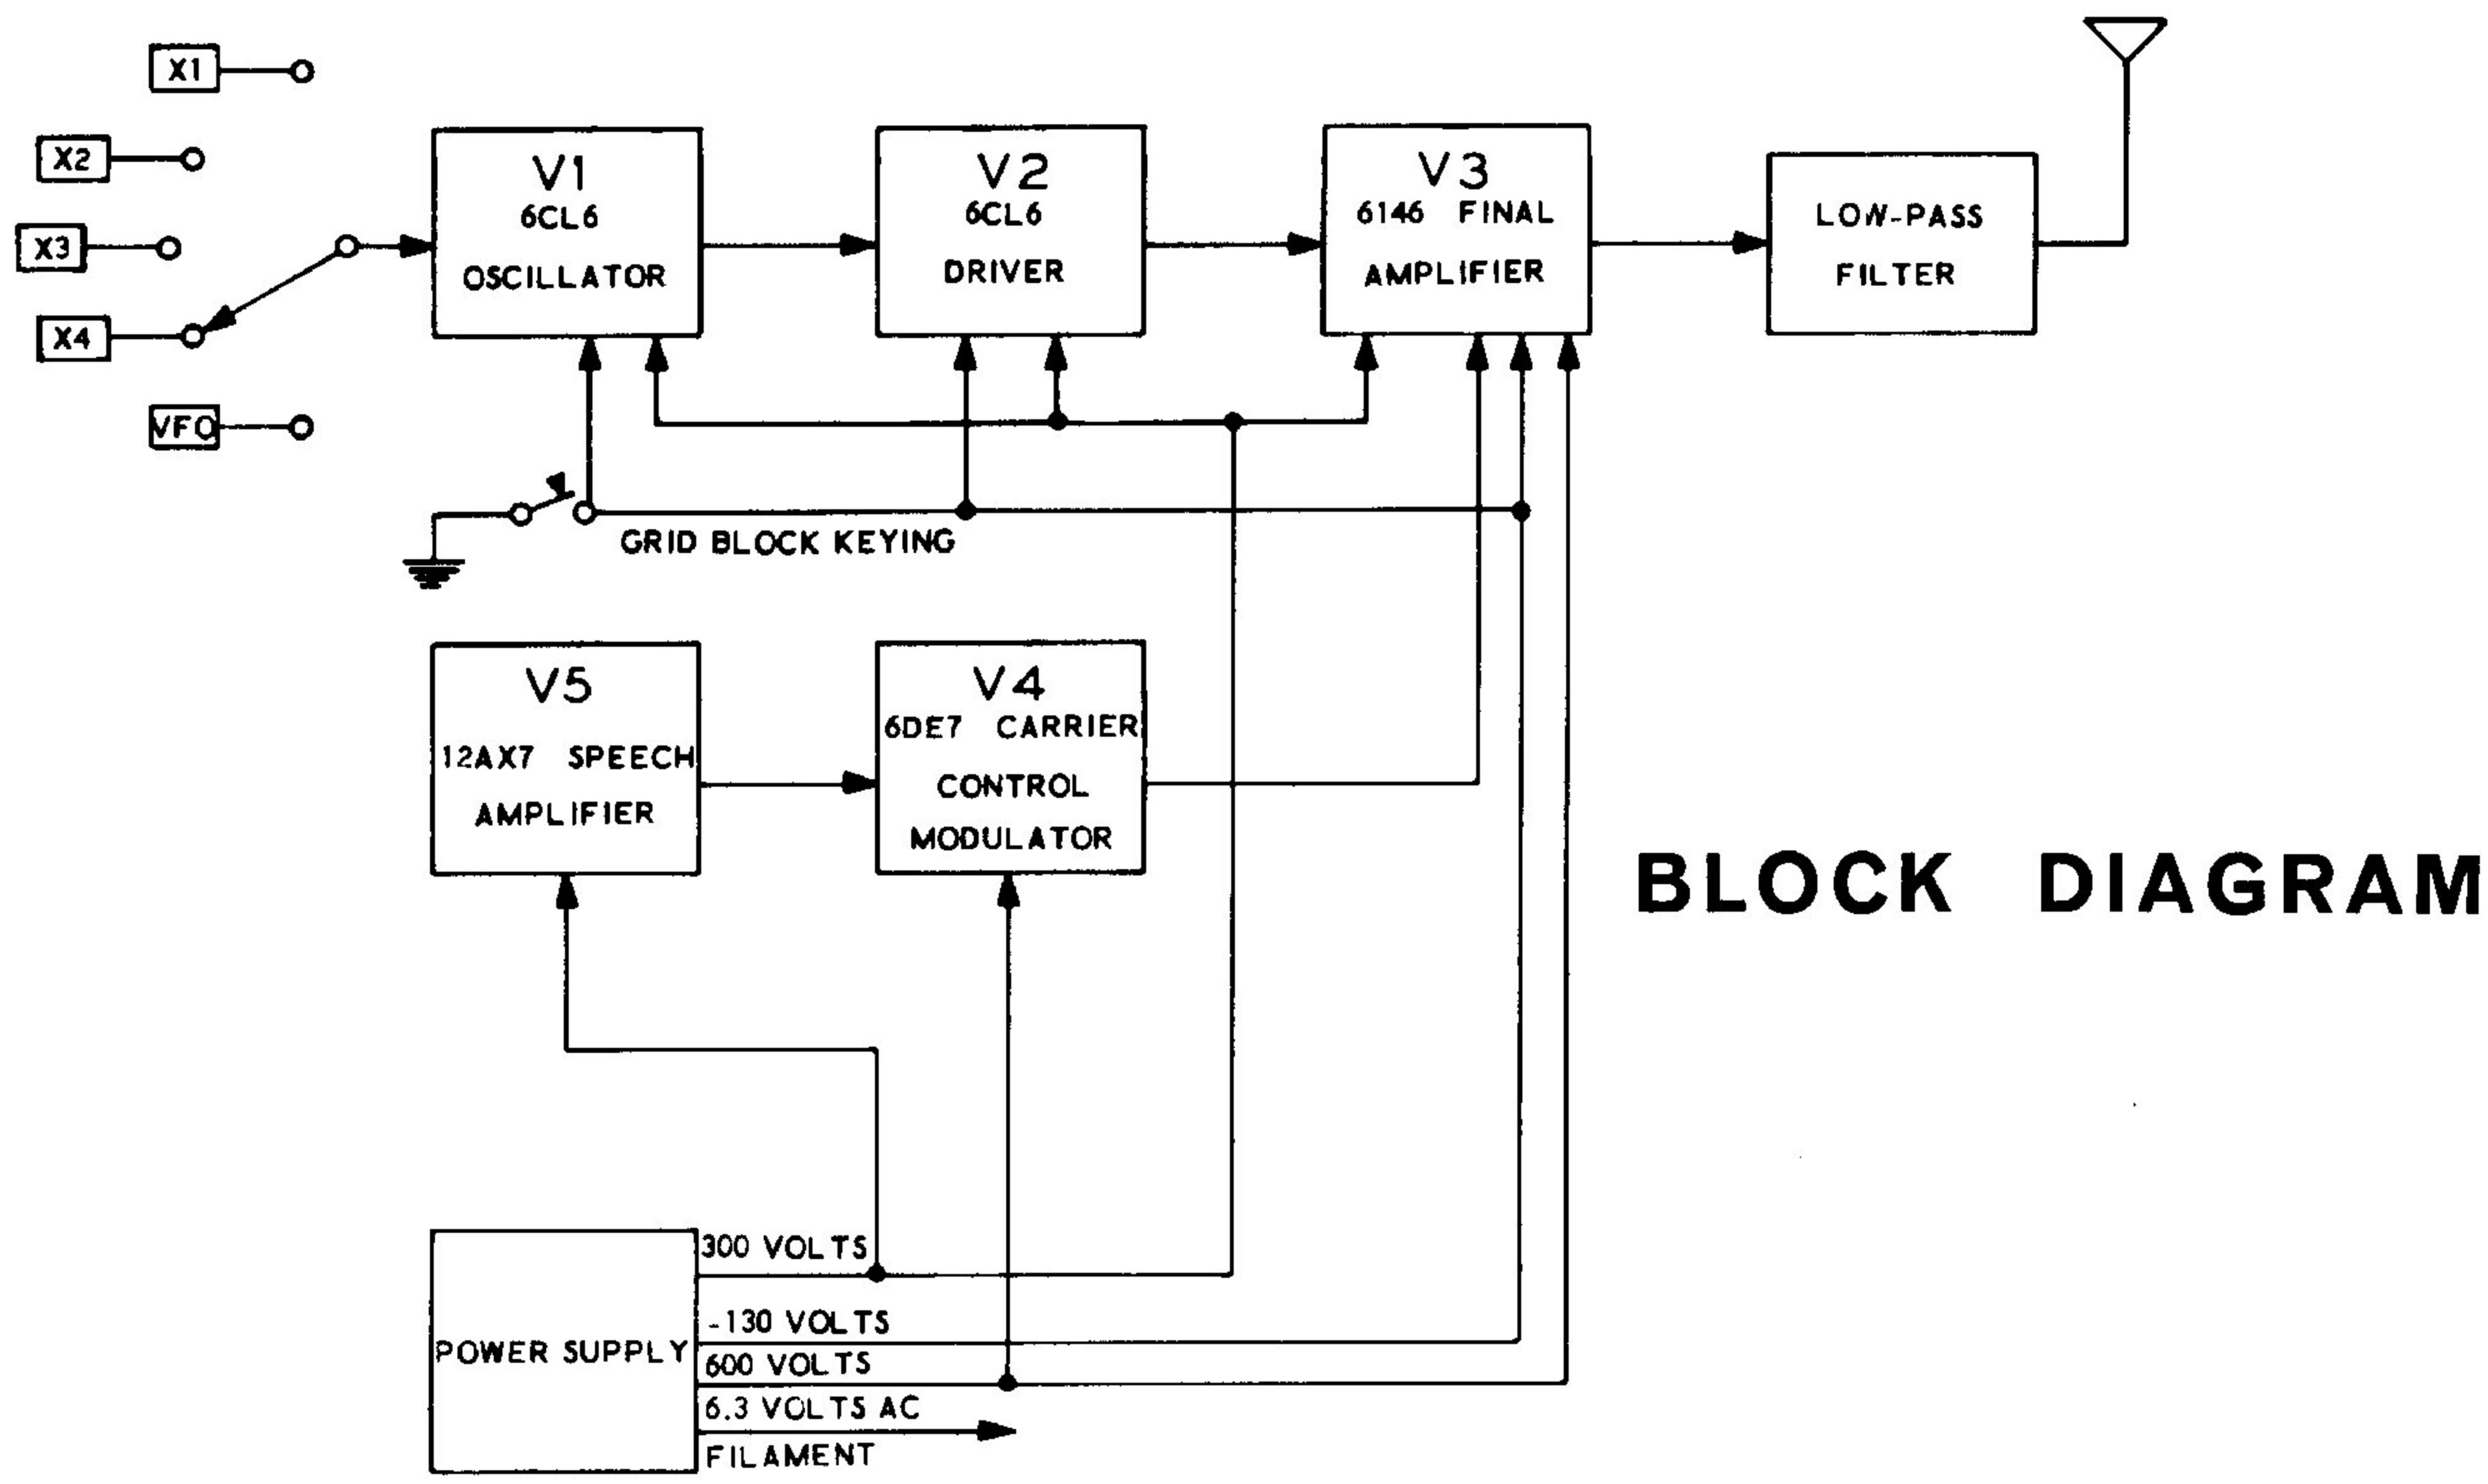 X1
X2
X3
X4
VFO
V1
6CL6
OSCILLATOR
V2
6CL6
DRIVER
V3
6146 FINAL
AMPLIFIER
LOW-PASS
FILTER
GRID BLOCK KEYING
V5
12AX7 SPEECH
AMPLIFIER
V4
6DE7 CARRIER
CONTROL
MODULATOR
BLOCK DIAGRAM
POWER SUPPLY
300 VOLTS
-130 VOLTS
600 VOLTS
6.3 VOLTS AC
FILAMENT